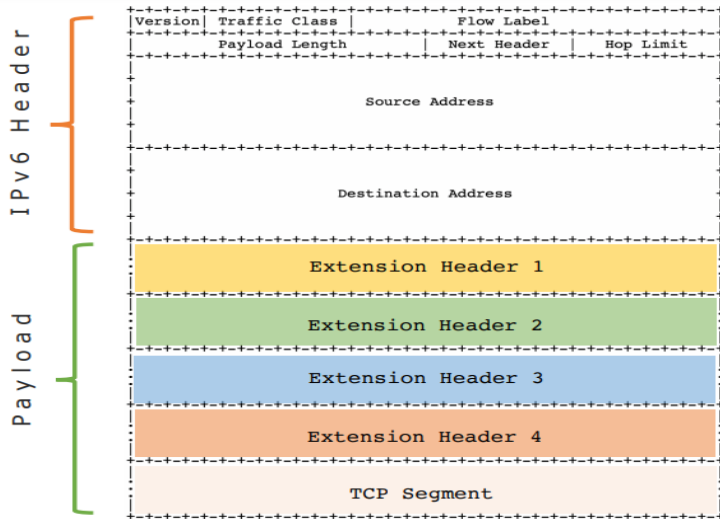 Version| Traffic Class | Flow Label
Payload Length | Next Header | Hop Limit
Source Address
Destination Address
Extension Header 1
Extension Header 2
Extension Header 3
Extension Header 4
TCP Segment
IPv6 Header
Payload